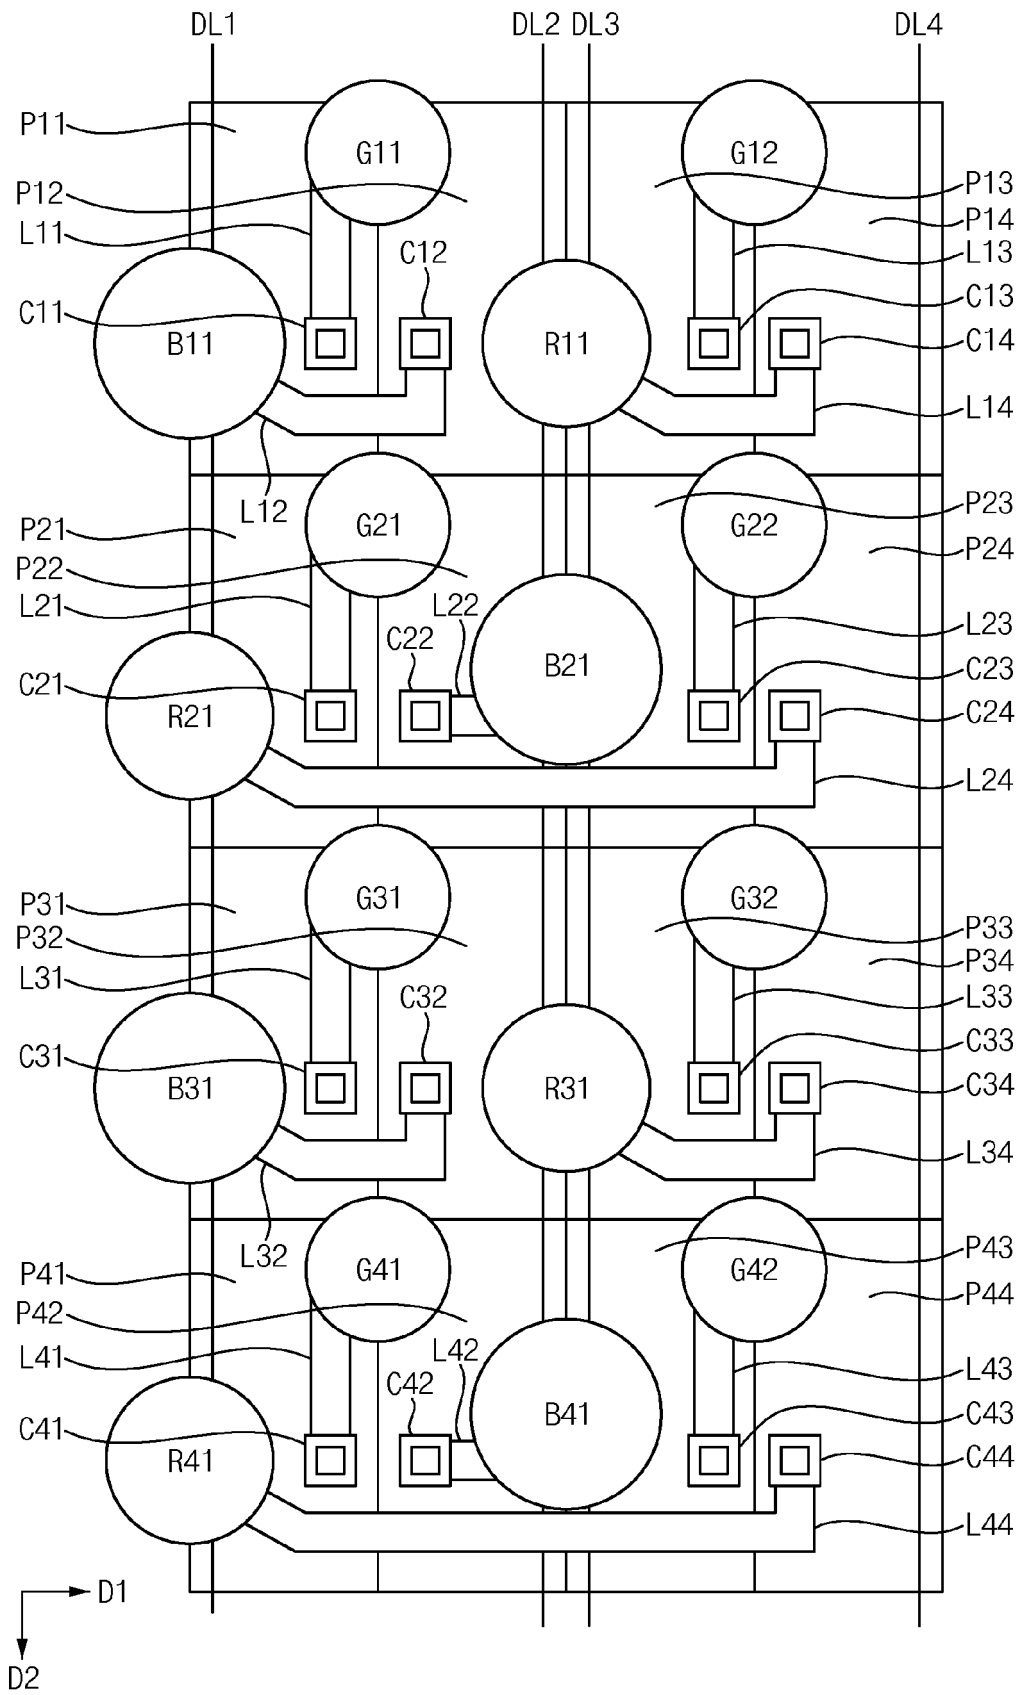 DL1 DL2 DL3 DL4
P11 G11 G12
P12 P13
P14
L11 C12 L13
C11 C13
B11 R11 C14
L14
L12
P21 G21 G22 P23
P22 P24
L21 L22 L23
C22
C21 B21 C23
R21 C24
L24
P31 G31 G32
P32 P33
P34
L31 C32 L33
C31 C33
B31 R31 C34
L34
L32
P41 G41 G42 P43
P42 P44
L41 L42 L43
C42
C41 B41 C43
R41 C44
L44
D1
D2